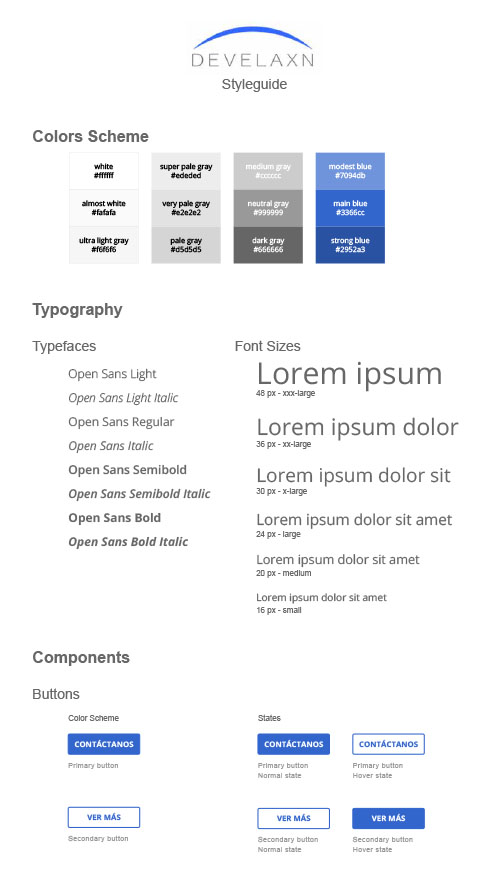 DEVELAXN
Styleguide
Colors Scheme
white
#ffffff
almost white
#fafafa
ultra light gray
#f6f6f6
super pale gray
#ededed
very pale gray
#e2e2e2
pale gray
#d5d5d5
medium gray
#cccccc
neutral gray
#999999
dark gray
#666666
modest blue
#7094db
main blue
#3366cc
strong blue
#2952a3
Typography
Typefaces
Open Sans Light
Open Sans Light Italic
Open Sans Regular
Open Sans Italic
Open Sans Semibold
Open Sans Semibold Italic
Open Sans Bold
Open Sans Bold Italic
Font Sizes
Lorem ipsum
48 px - xxx-large
Lorem ipsum dolor
36 px - xx-large
Lorem ipsum dolor sit
30 px - x-large
Lorem ipsum dolor sit amet
24 px - large
Lorem ipsum dolor sit amet
20 px - medium
Lorem ipsum dolor sit amet
16 px - small
Components
Buttons
Color Scheme
CONTÁCTANOS
Primary button
VER MÁS
Secondary button
States
CONTÁCTANOS
Primary button
Normal state
CONTÁCTANOS
Primary button
Hover state
VER MÁS
Secondary button
Normal state
VER MÁS
Secondary button
Hover state